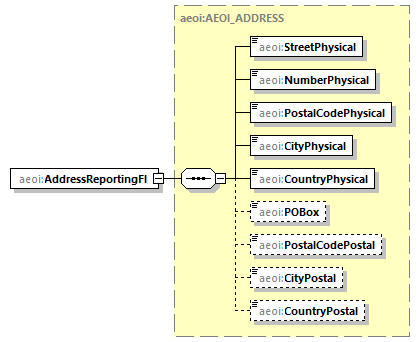 aeoi:AEOI_ADDRESS
aeoi:StreetPhysical
aeoi:NumberPhysical
aeoi:PostalCodePhysical
aeoi:CityPhysical
aeoi:AddressReportingFI
aeoi:CountryPhysical
aeoi:POBox
aeoi:PostalCodePostal
aeoi:CityPostal
aeoi:CountryPostal